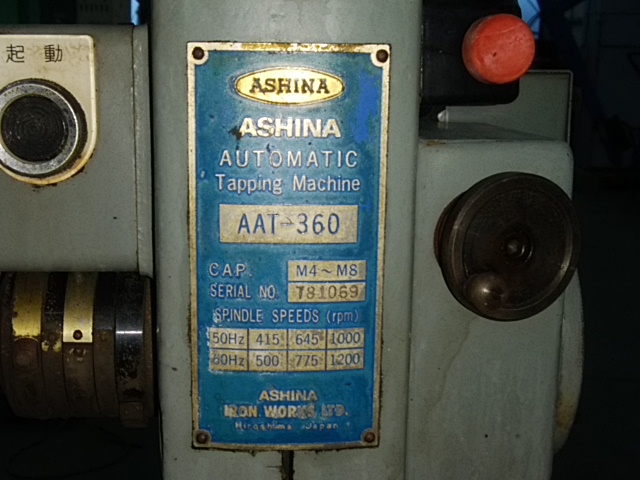 起動
ASHINA
ASHINA
AUTOMATIC
Tapping Machine
AAT-360
CAP. M4~M8
SERIAL NO. T81069
SPINDLE SPEEDS (rpm)
50Hz 415 645 1000
60Hz 500 775 1200
ASHINA
IRON WORKS, LTD.
Hiroshima Japan